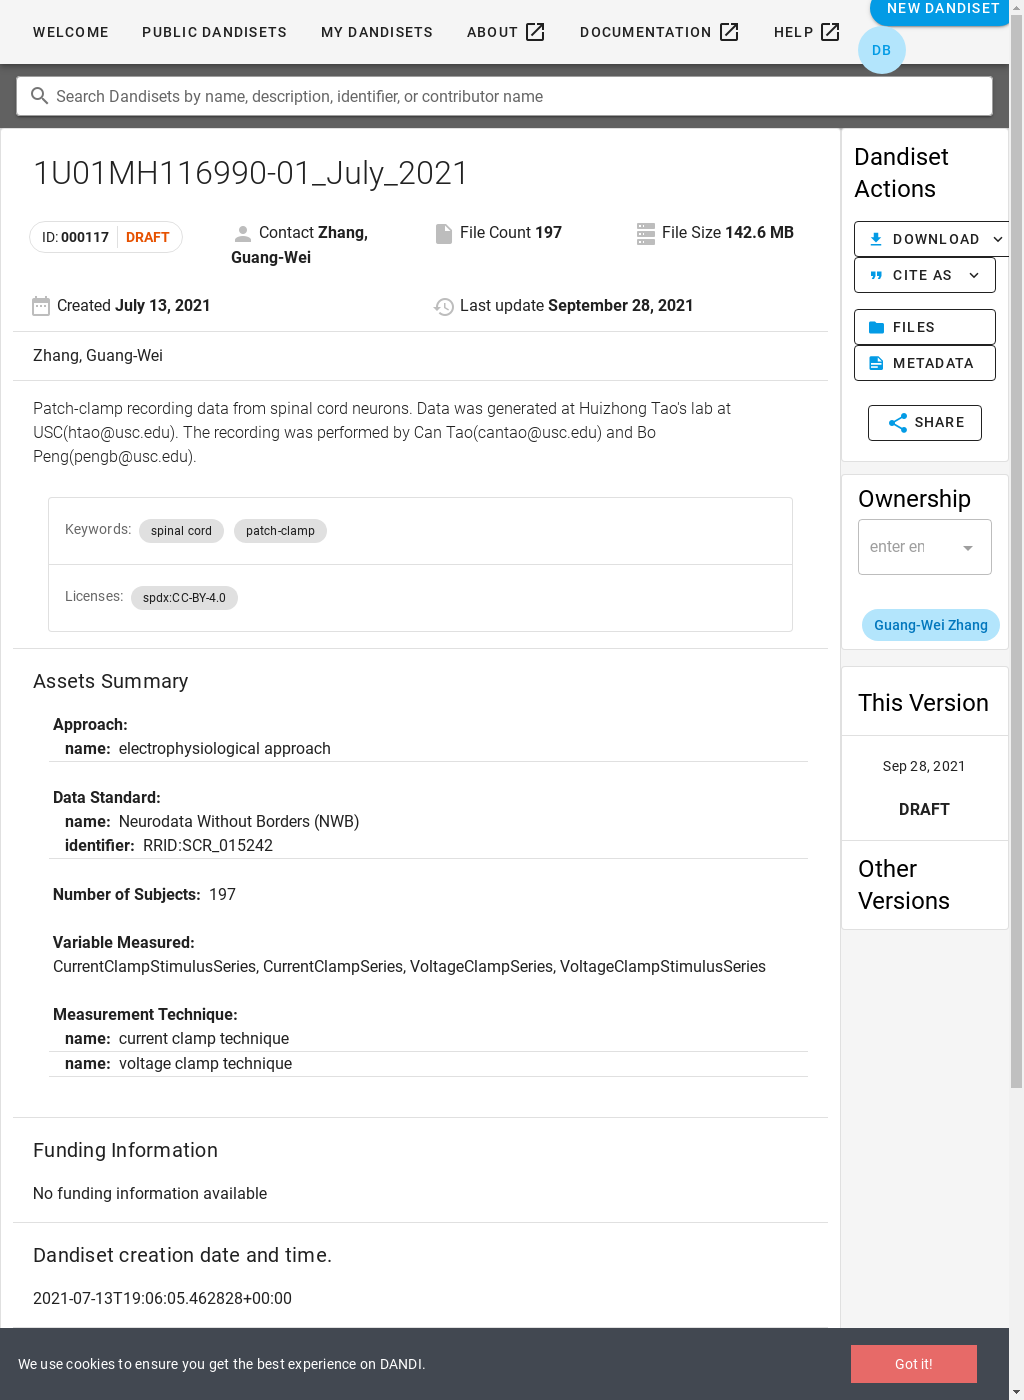 WELCOME PUBLIC DANDISETS MY DANDISETS ABOUT DOCUMENTATION HELP NEW DANDISET
DB
Search Dandisets by name, description, identifier, or contributor name
1U01MH116990-01_July_2021
ID: 000117 DRAFT
Contact Zhang, Guang-Wei
File Count 197
File Size 142.6 MB
Created July 13, 2021
Last update September 28, 2021
Zhang, Guang-Wei
Patch-clamp recording data from spinal cord neurons. Data was generated at Huizhong Tao's lab at
USC(htao@usc.edu). The recording was performed by Can Tao(cantao@usc.edu) and Bo
Peng(pengb@usc.edu).
Keywords: spinal cord patch-clamp
Licenses: spdx:CC-BY-4.0
Assets Summary
Approach:
name: electrophysiological approach
Data Standard:
name: Neurodata Without Borders (NWB)
identifier: RRID:SCR_015242
Number of Subjects: 197
Variable Measured:
CurrentClampStimulusSeries, CurrentClampSeries, VoltageClampSeries, VoltageClampStimulusSeries
Measurement Technique:
name: current clamp technique
name: voltage clamp technique
Funding Information
No funding information available
Dandiset creation date and time.
2021-07-13T19:06:05.462828+00:00
Dandiset
Actions
DOWNLOAD
CITE AS
FILES
METADATA
SHARE
Ownership
enter en
Guang-Wei Zhang
This Version
Sep 28, 2021
DRAFT
Other
Versions
We use cookies to ensure you get the best experience on DANDI.
Got it!